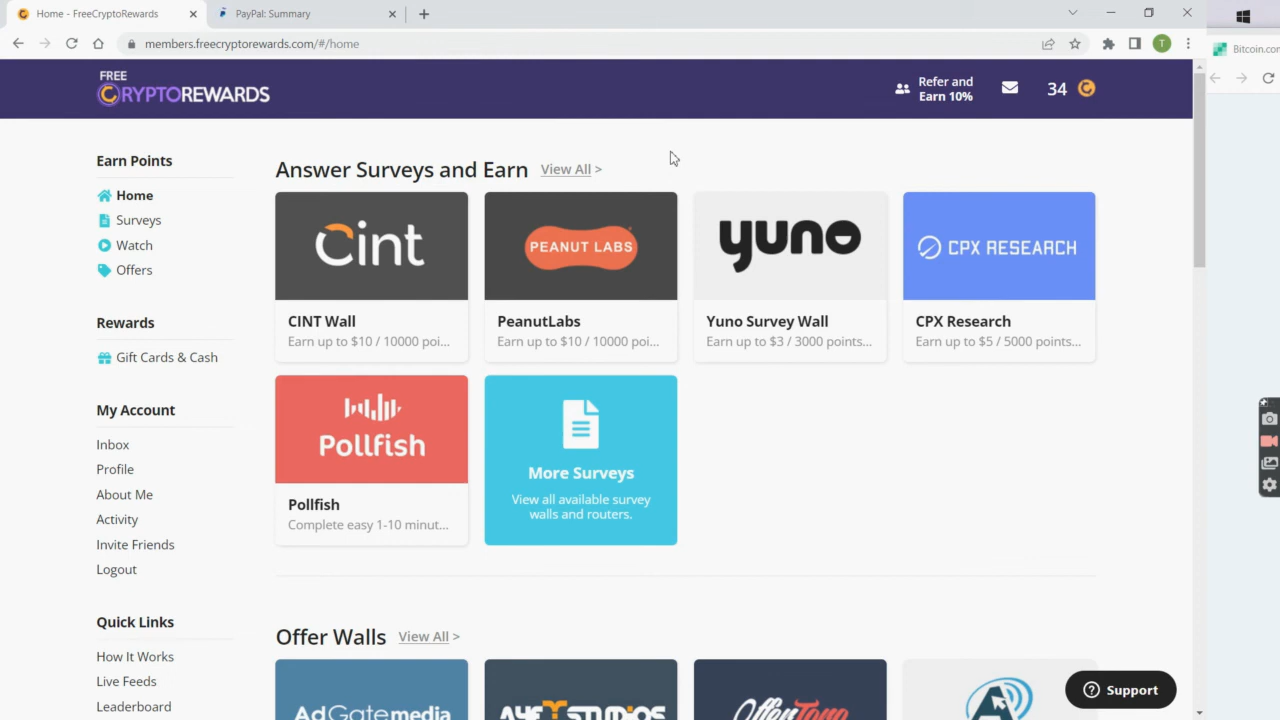 Home - FreeCryptoRewards
PayPal: Summary
members.freecryptorewards.com/#/home
T
Bitcoin.com
FREE
CRYPTOREWARDS
Refer and
Earn 10%
34
Earn Points
Home
Surveys
Watch
Offers
Rewards
Gift Cards & Cash
My Account
Inbox
Profile
About Me
Activity
Invite Friends
Logout
Quick Links
How It Works
Live Feeds
Leaderboard
Answer Surveys and Earn View All >
Cint
CINT Wall
Earn up to $10 / 10000 poi...
PEANUT LABS
PeanutLabs
Earn up to $10 / 10000 poi...
yuno
Yuno Survey Wall
Earn up to $3 / 3000 points...
CPX RESEARCH
CPX Research
Earn up to $5 / 5000 points...
Pollfish
Pollfish
Complete easy 1-10 minut...
More Surveys
View all available survey
walls and routers.
Offer Walls View All >
AdGatemedia
AYET STUDIOS
OfferToro
Support